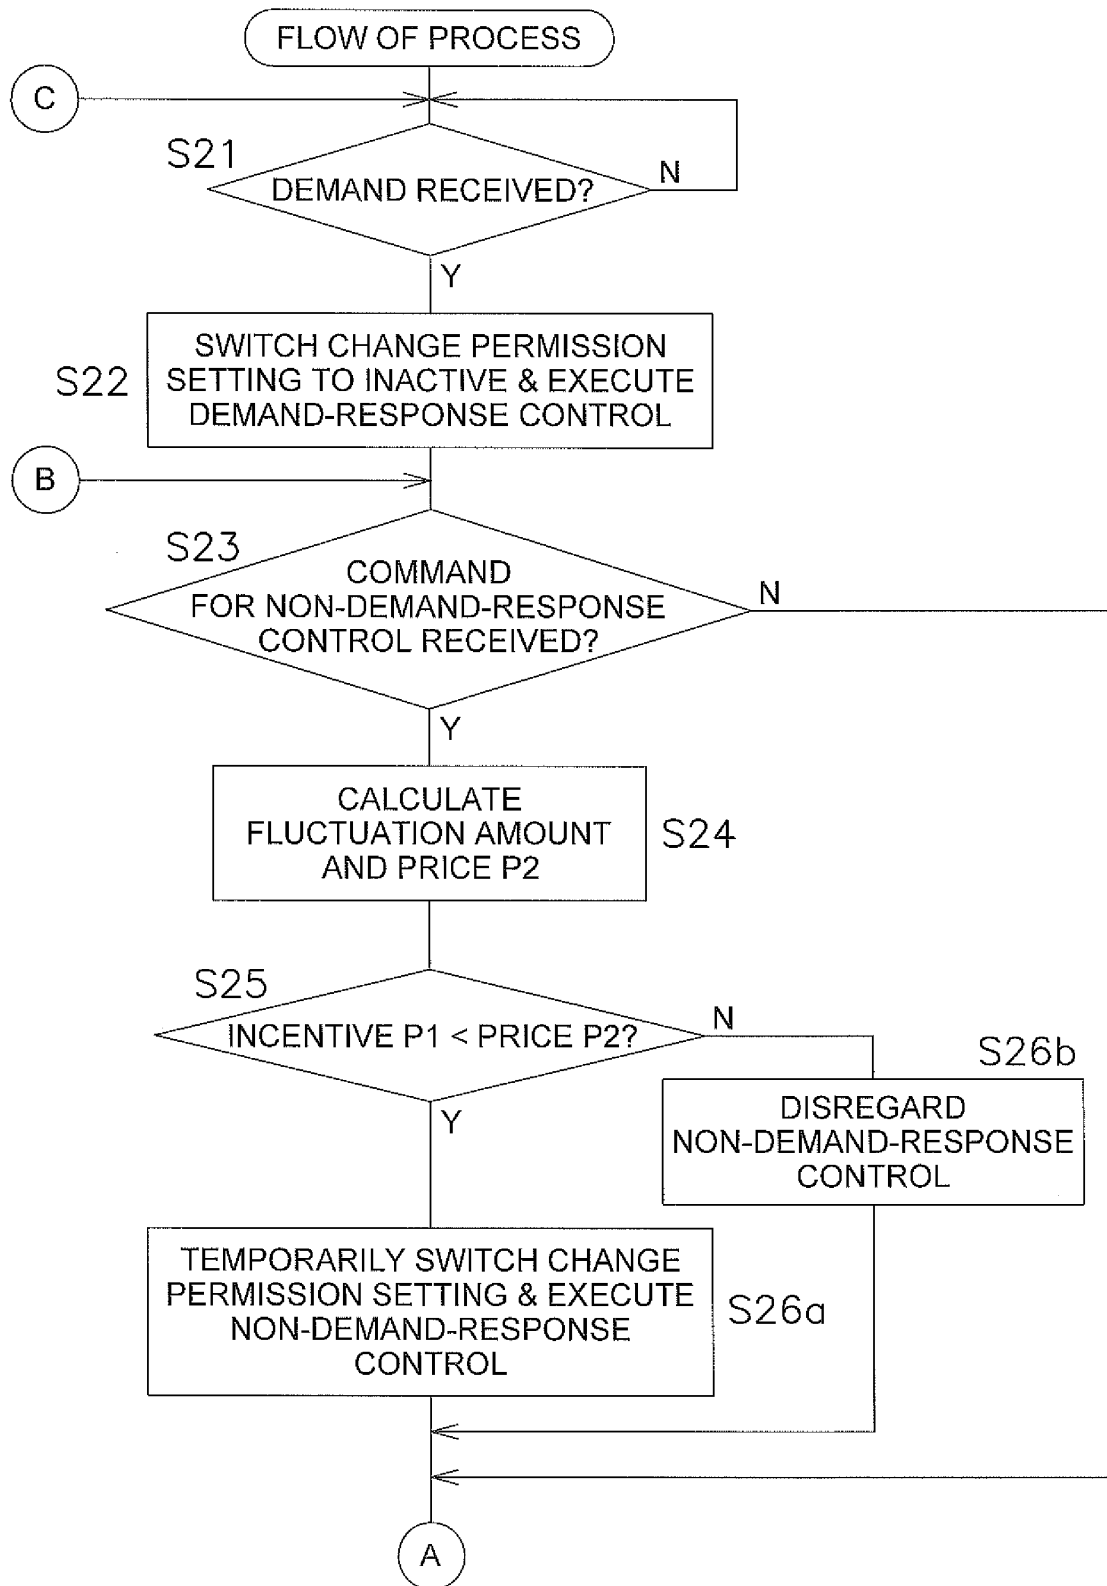 FLOW OF PROCESS
C
S21
DEMAND RECEIVED?
N
Y
S22
SWITCH CHANGE PERMISSION
SETTING TO INACTIVE & EXECUTE
DEMAND-RESPONSE CONTROL
B
S23
COMMAND
FOR NON-DEMAND-RESPONSE
CONTROL RECEIVED?
N
Y
CALCULATE
FLUCTUATION AMOUNT
AND PRICE P2
S24
S25
INCENTIVE P1 < PRICE P2?
N
Y
S26b
DISREGARD
NON-DEMAND-RESPONSE
CONTROL
TEMPORARILY SWITCH CHANGE
PERMISSION SETTING & EXECUTE
NON-DEMAND-RESPONSE
CONTROL
S26a
A